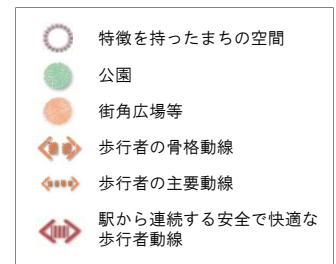 特徴を持ったまちの空間
公園
街角広場等
歩行者の骨格動線
歩行者の主要動線
駅から連続する安全で快適な
歩行者動線